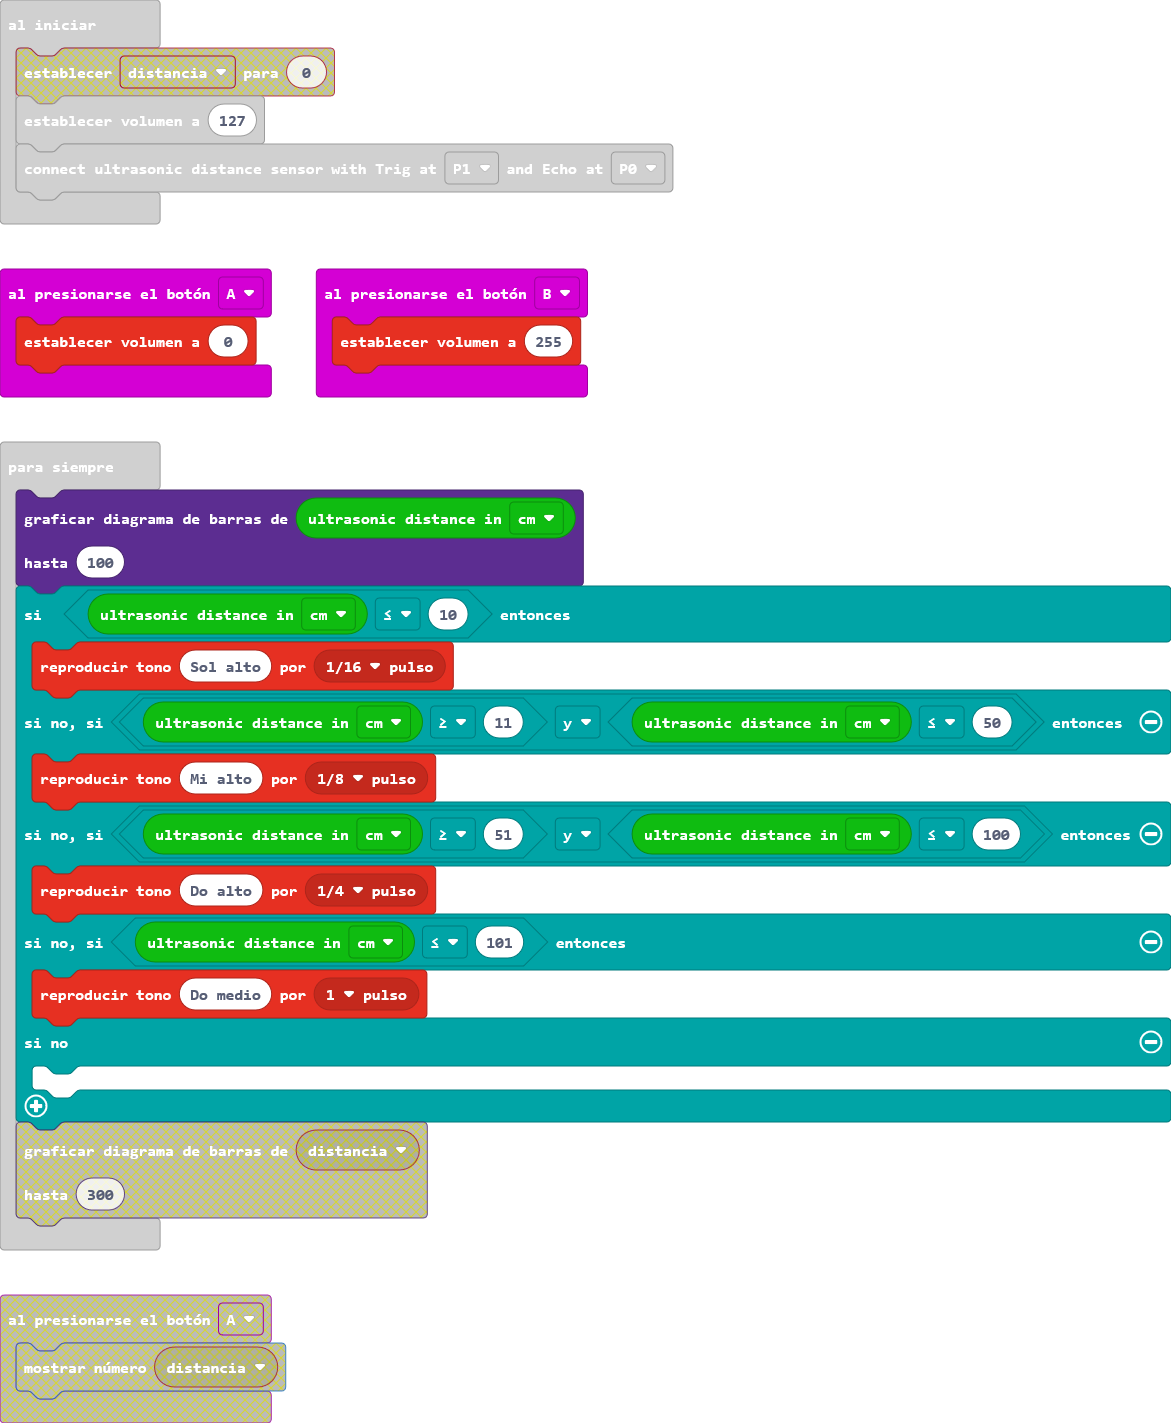 al iniciar
establecer distancia para 0
establecer volumen a 127
connect ultrasonic distance sensor with Trig at P1 and Echo at P0
al presionarse el botón A
establecer volumen a 0
al presionarse el botón B
establecer volumen a 255
para siempre
graficar diagrama de barras de ultrasonic distance in cm
hasta 100
si ultrasonic distance in cm ≤ 10 entonces
reproducir tono Sol alto por 1/16 pulso
si no, si ultrasonic distance in cm ≥ 11 y ultrasonic distance in cm ≤ 50 entonces
reproducir tono Mi alto por 1/8 pulso
si no, si ultrasonic distance in cm ≥ 51 y ultrasonic distance in cm ≤ 100 entonces
reproducir tono Do alto por 1/4 pulso
si no, si ultrasonic distance in cm ≤ 101 entonces
reproducir tono Do medio por 1 pulso
si no
graficar diagrama de barras de distancia
hasta 300
al presionarse el botón A
mostrar número distancia